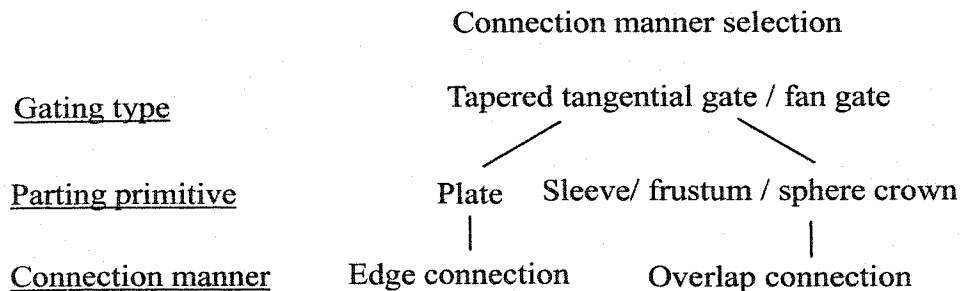 Connection manner selection
Gating type Tapered tangential gate / fan gate
Parting primitive Plate Sleeve/ frustum / sphere crown
Connection manner Edge connection Overlap connection